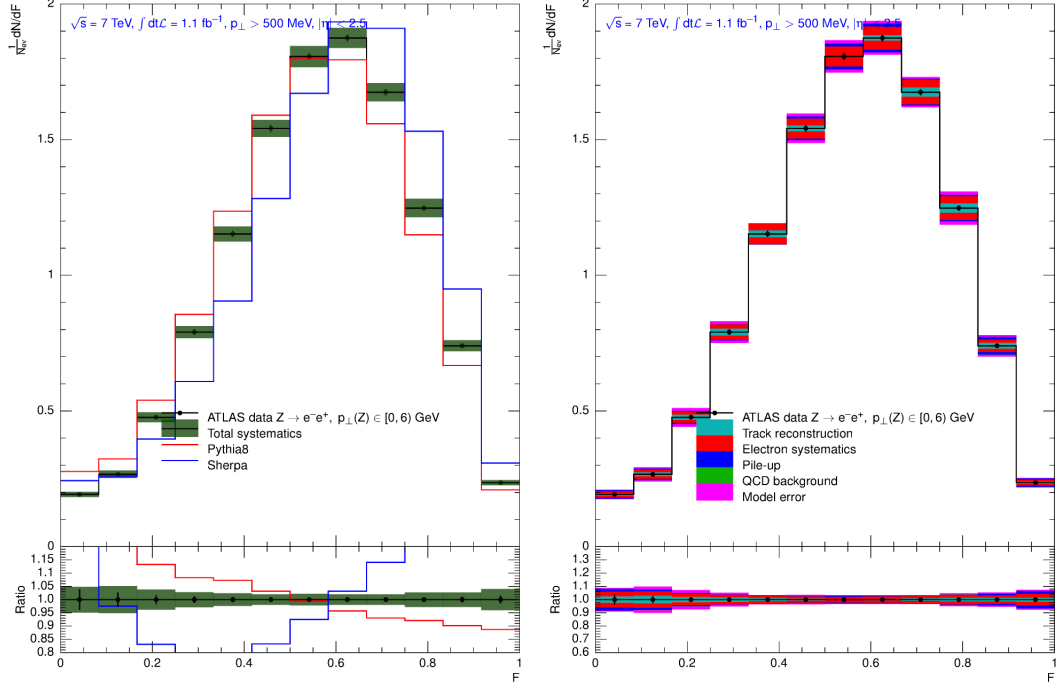 √s = 7 TeV, ∫ dtℒ = 1.1 fb⁻¹, p⊥ > 500 MeV, |η| < 2.5
1/N_ev dN/dF
2
1.5
1
0.5
0
ATLAS data Z → e⁻e⁺, p⊥(Z) ∈ [0, 6) GeV
Total systematics
Pythia8
Sherpa
Ratio
1.15
1.1
1.05
1.0
0.95
0.9
0.85
0.8
0 0.2 0.4 0.6 0.8 1
F
√s = 7 TeV, ∫ dtℒ = 1.1 fb⁻¹, p⊥ > 500 MeV, |η| < 2.5
1/N_ev dN/dF
2
1.5
1
0.5
0
ATLAS data Z → e⁻e⁺, p⊥(Z) ∈ [0, 6) GeV
Track reconstruction
Electron systematics
Pile-up
QCD background
Model error
Ratio
1.3
1.2
1.1
1.0
0.9
0.8
0.7
0.6
0 0.2 0.4 0.6 0.8 1
F